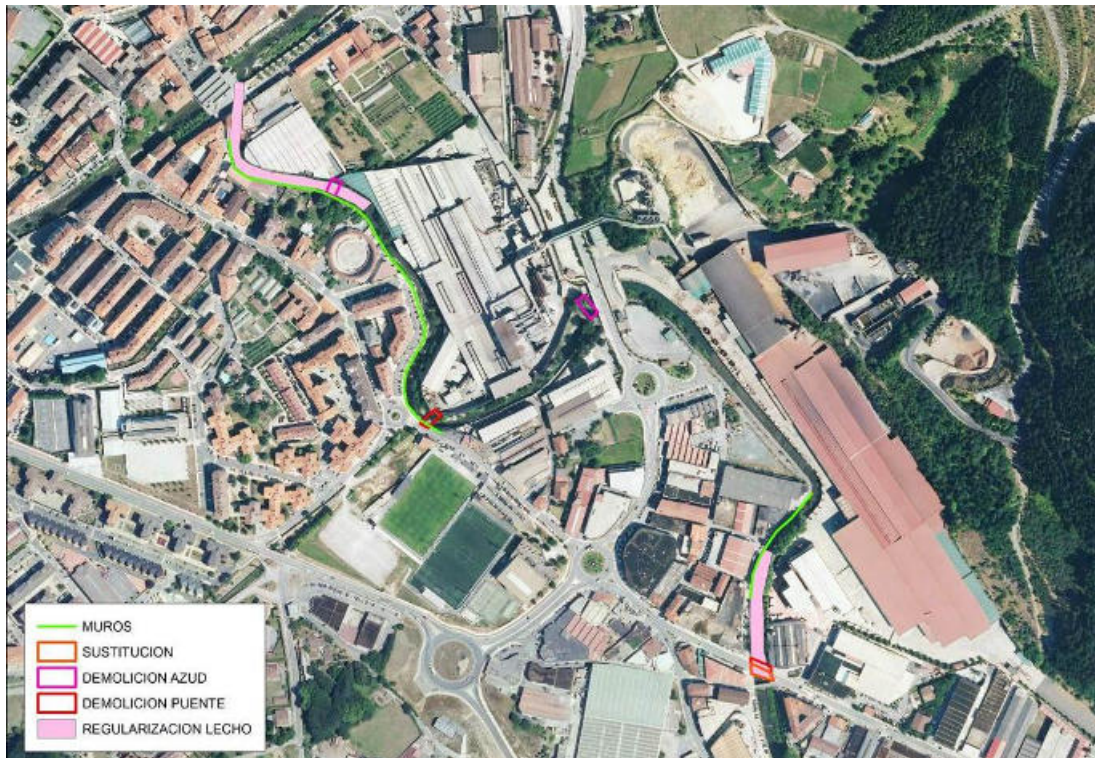 MUROS
SUSTITUCION
DEMOLICION AZUD
DEMOLICION PUENTE
REGULARIZACION LECHO